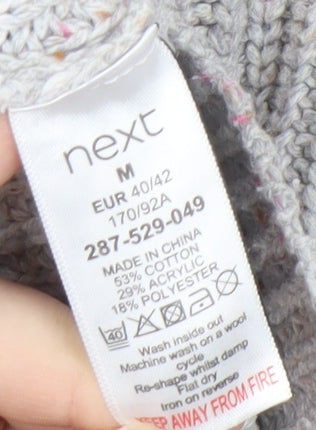 next
M
EUR 40/42
170/92A
287-529-049
MADE IN CHINA
53% COTTON
29% ACRYLIC
18% POLYESTER
40
Wash inside out
Machine wash on a wool
cycle
Re-shape whilst damp
Flat dry
Iron on reverse
KEEP AWAY FROM FIRE